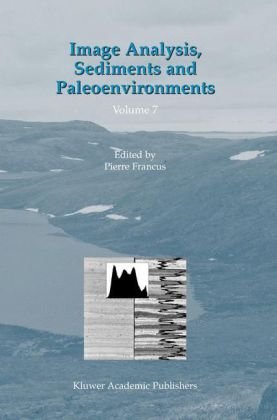 Image Analysis,
Sediments and
Paleoenvironments
Volume 7
Edited by
Pierre Francus
Kluwer Academic Publishers